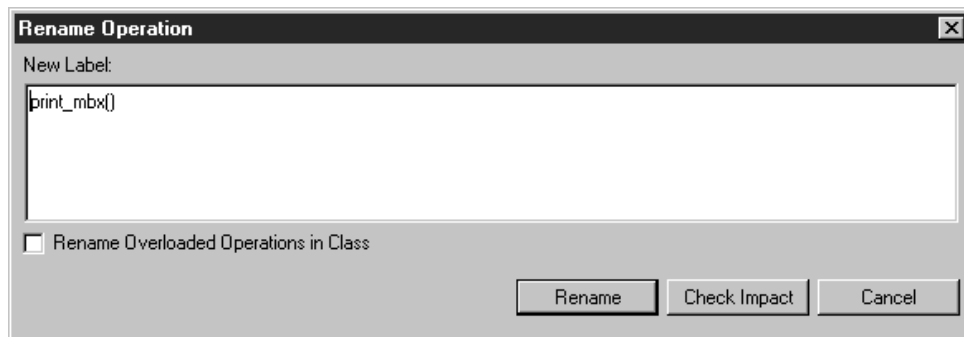 Rename Operation
New Label:
print_mbx()
Rename Overloaded Operations in Class
Rename Check Impact Cancel